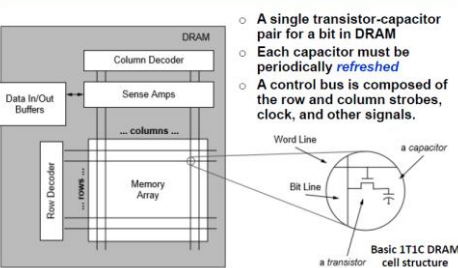 DRAM
Column Decoder
Sense Amps
Data In/Out
Buffers
... columns ...
Row Decoder
... rows ...
Memory
Array
○ A single transistor-capacitor
pair for a bit in DRAM
○ Each capacitor must be
periodically refreshed
○ A control bus is composed of
the row and column strobes,
clock, and other signals.
Word Line
a capacitor
Bit Line
a transistor
Basic 1T1C DRAM
cell structure